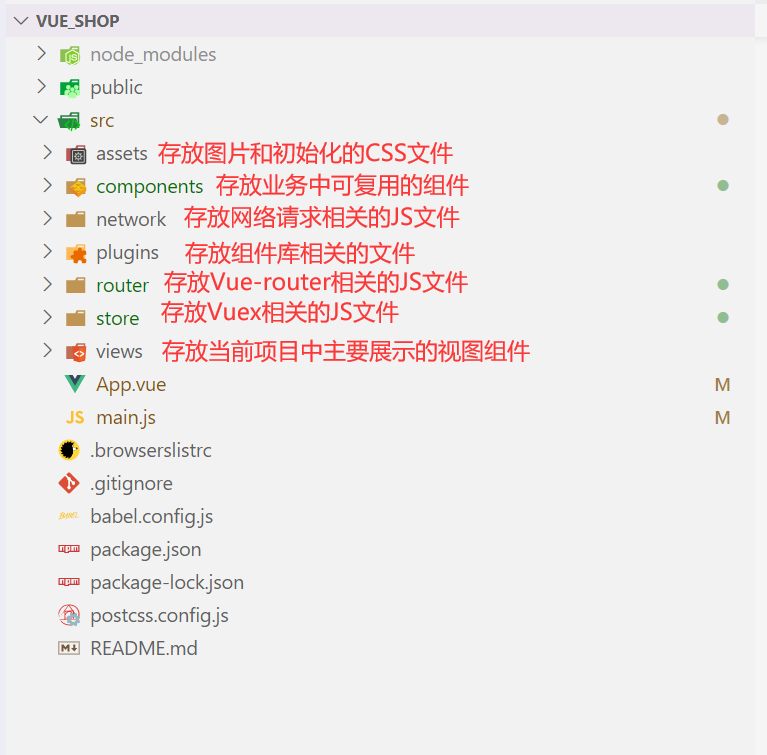 VUE_SHOP
node_modules
public
src
assets 存放图片和初始化的CSS文件
components 存放业务中可复用的组件
network 存放网络请求相关的JS文件
plugins 存放组件库相关的文件
router 存放Vue-router相关的JS文件
store 存放Vuex相关的JS文件
views 存放当前项目中主要展示的视图组件
App.vue M
JS main.js M
.browserslistrc
.gitignore
BABEL babel.config.js
npm package.json
npm package-lock.json
postcss.config.js
M README.md